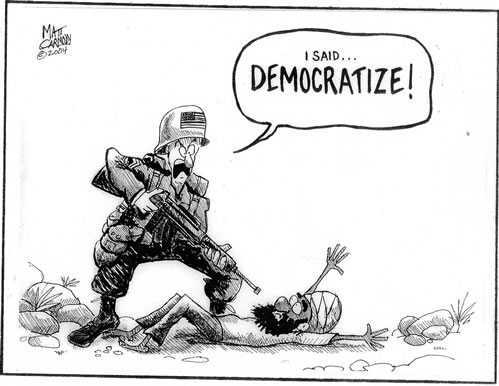 MATT
CARMODY
©2004
I SAID...
DEMOCRATIZE!